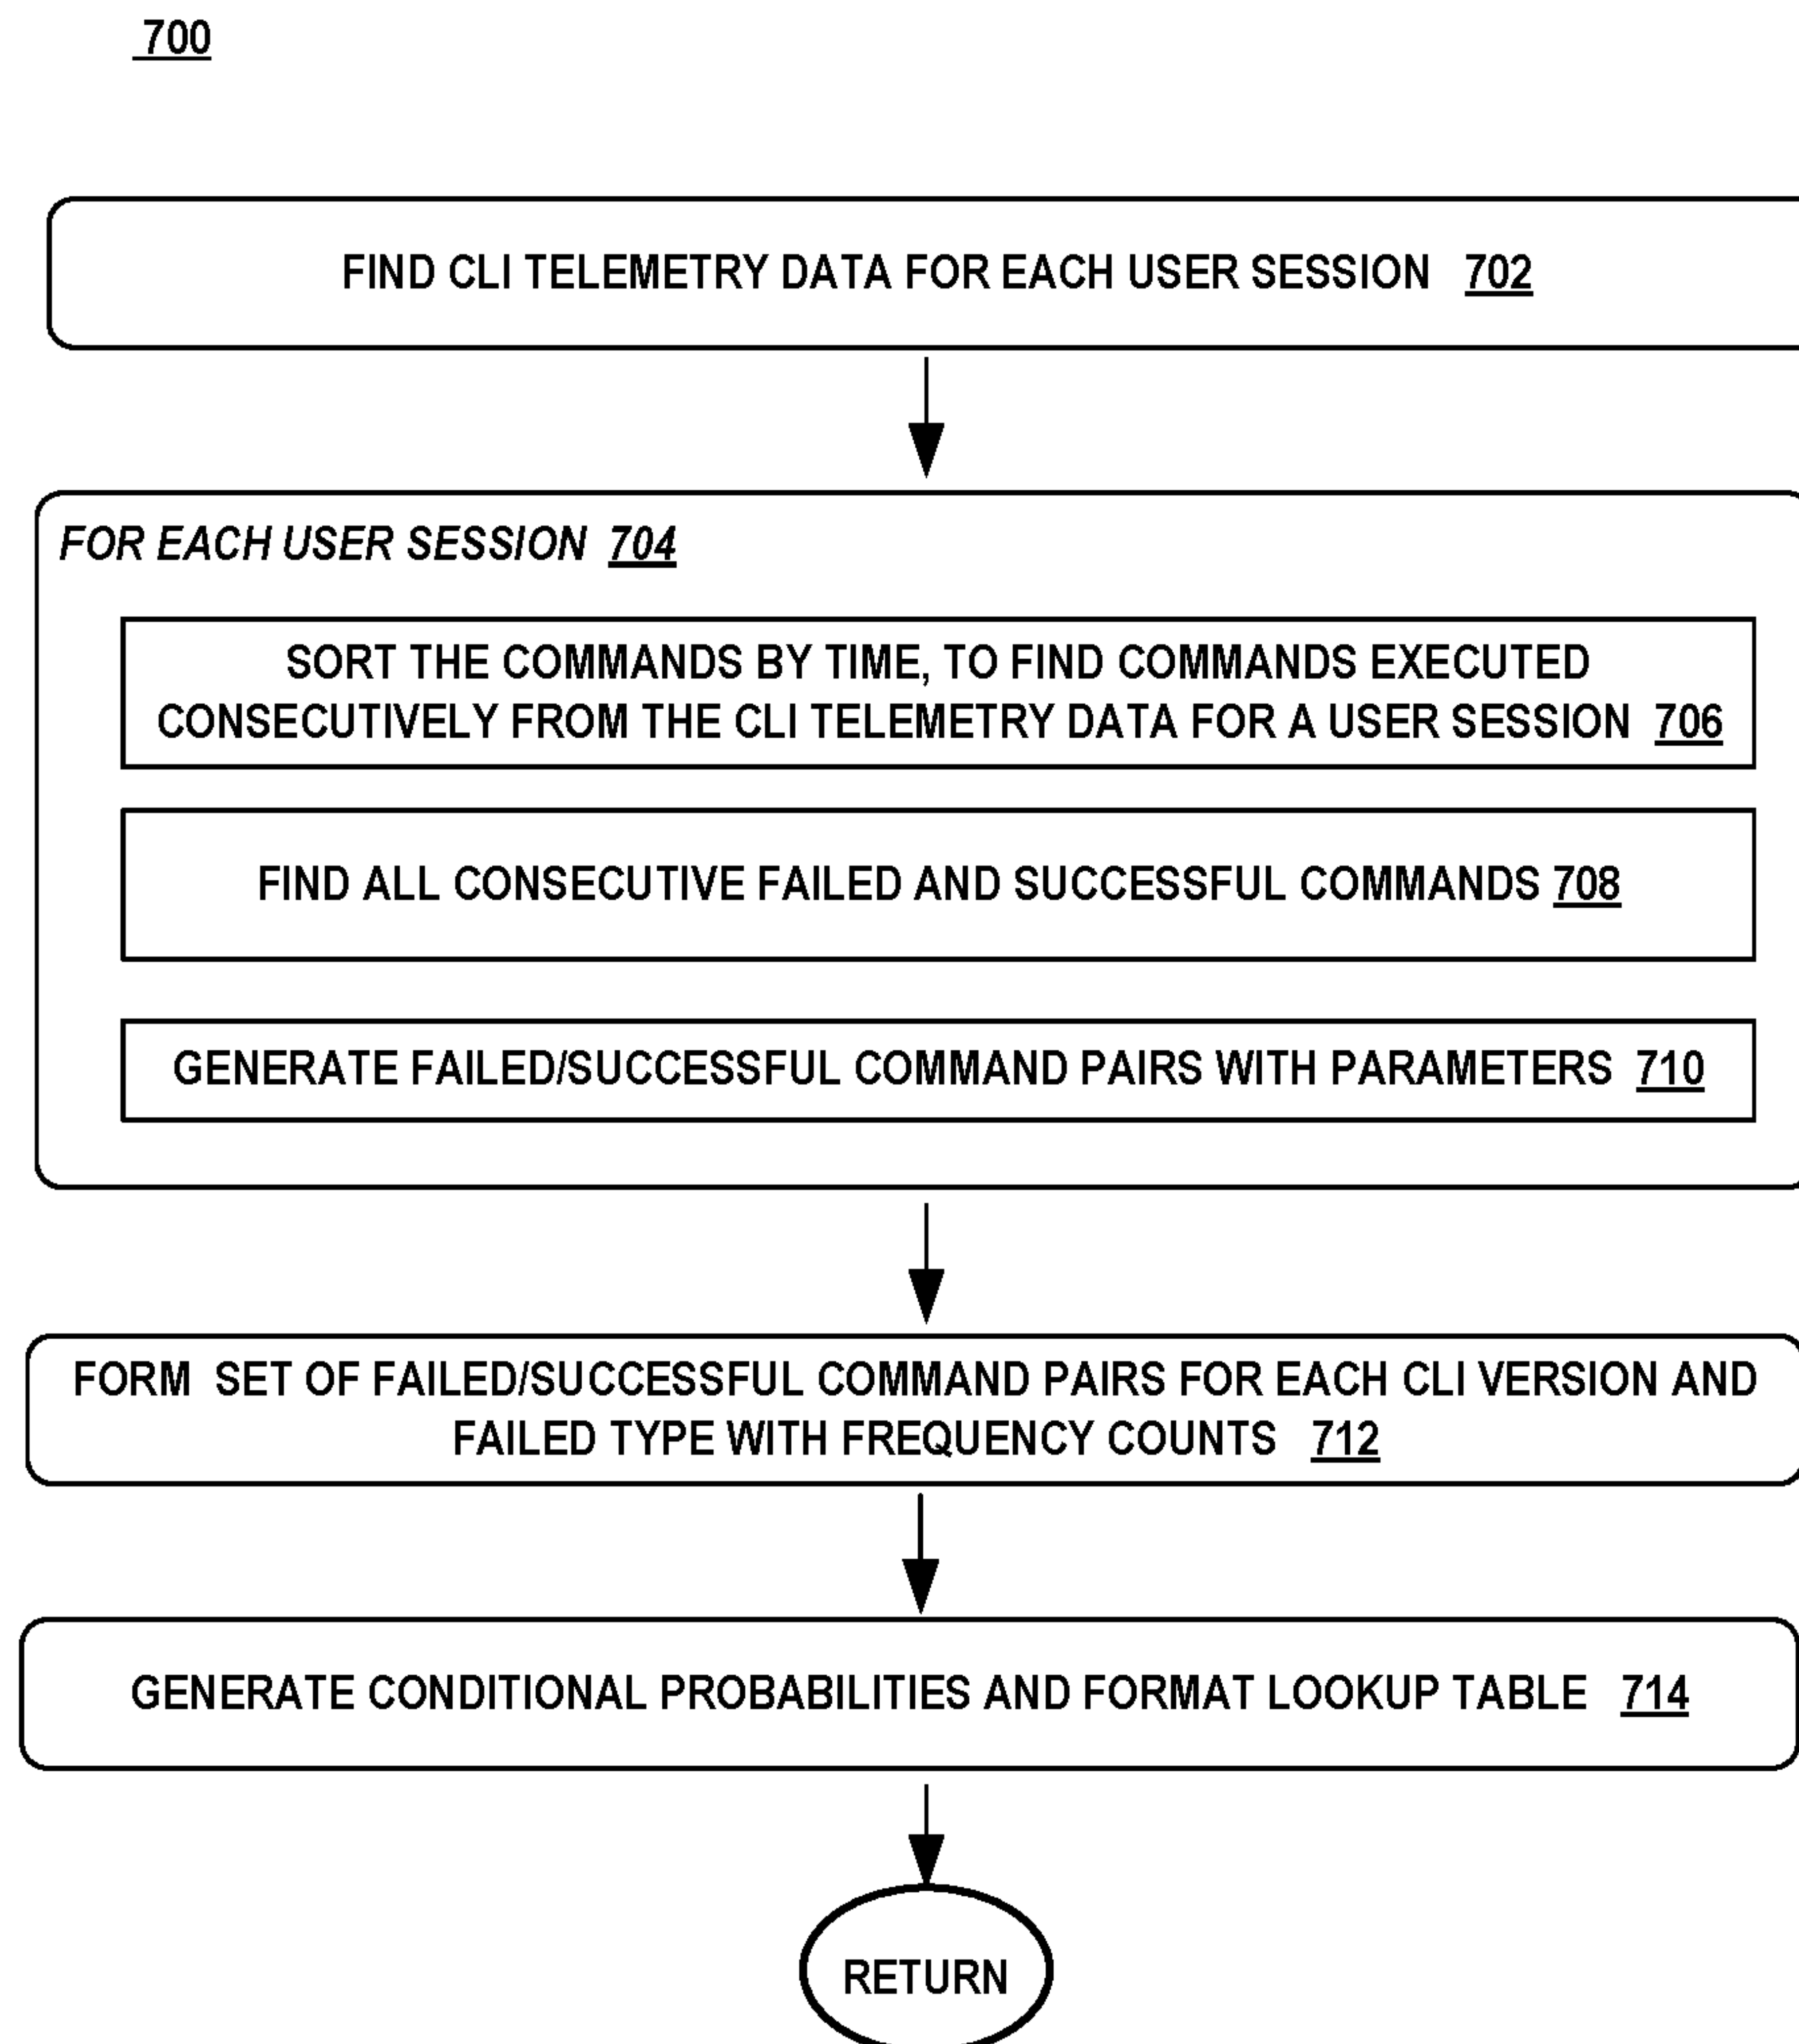 700
FIND CLI TELEMETRY DATA FOR EACH USER SESSION 702
FOR EACH USER SESSION 704
SORT THE COMMANDS BY TIME, TO FIND COMMANDS EXECUTED
CONSECUTIVELY FROM THE CLI TELEMETRY DATA FOR A USER SESSION 706
FIND ALL CONSECUTIVE FAILED AND SUCCESSFUL COMMANDS 708
GENERATE FAILED/SUCCESSFUL COMMAND PAIRS WITH PARAMETERS 710
FORM SET OF FAILED/SUCCESSFUL COMMAND PAIRS FOR EACH CLI VERSION AND
FAILED TYPE WITH FREQUENCY COUNTS 712
GENERATE CONDITIONAL PROBABILITIES AND FORMAT LOOKUP TABLE 714
RETURN